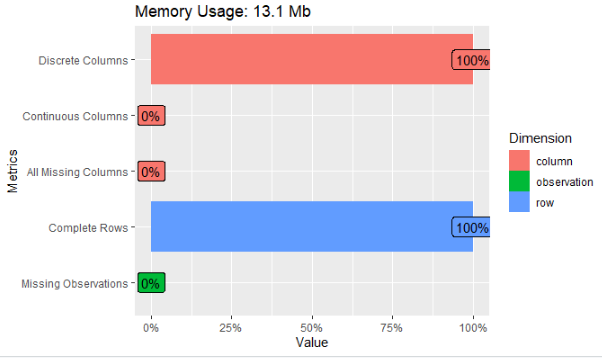 Memory Usage: 13.1 Mb
Discrete Columns
100%
Continuous Columns
0%
All Missing Columns
0%
Complete Rows
100%
Missing Observations
0%
Metrics
0% 25% 50% 75% 100%
Value
Dimension
column
observation
row